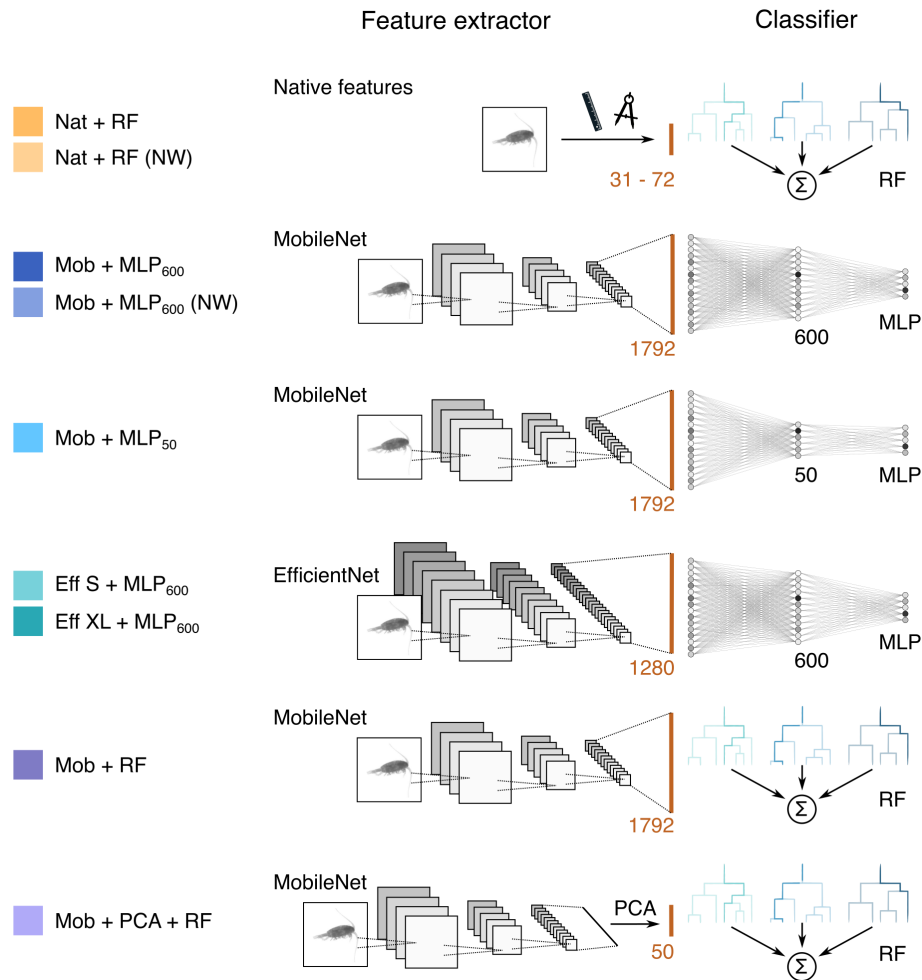 Feature extractor
Classifier
Native features
Nat + RF
Nat + RF (NW)
31 - 72
Σ
RF
MobileNet
Mob + MLP₆₀₀
Mob + MLP₆₀₀ (NW)
1792
600
MLP
MobileNet
Mob + MLP₅₀
1792
50
MLP
EfficientNet
Eff S + MLP₆₀₀
Eff XL + MLP₆₀₀
1280
600
MLP
MobileNet
Mob + RF
1792
Σ
RF
MobileNet
Mob + PCA + RF
PCA
50
Σ
RF